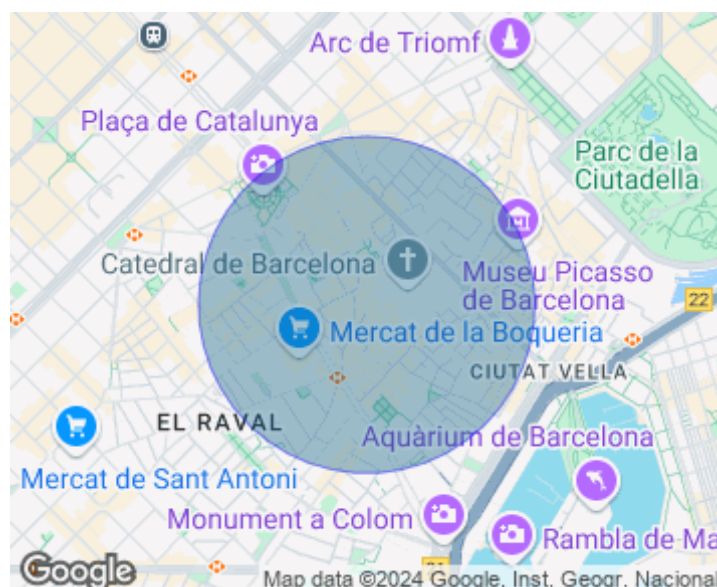 Arc de Triomf
Plaça de Catalunya
Parc de la
Ciutadella
Catedral de Barcelona
Museu Picasso
de Barcelona
22
Mercat de la Boqueria
CIUTAT VELLA
EL RAVAL
Aquàrium de Barcelona
Mercat de Sant Antoni
Monument a Colom
Rambla de Ma
Google
Map data ©2024 Google, Inst. Geogr. Nacional